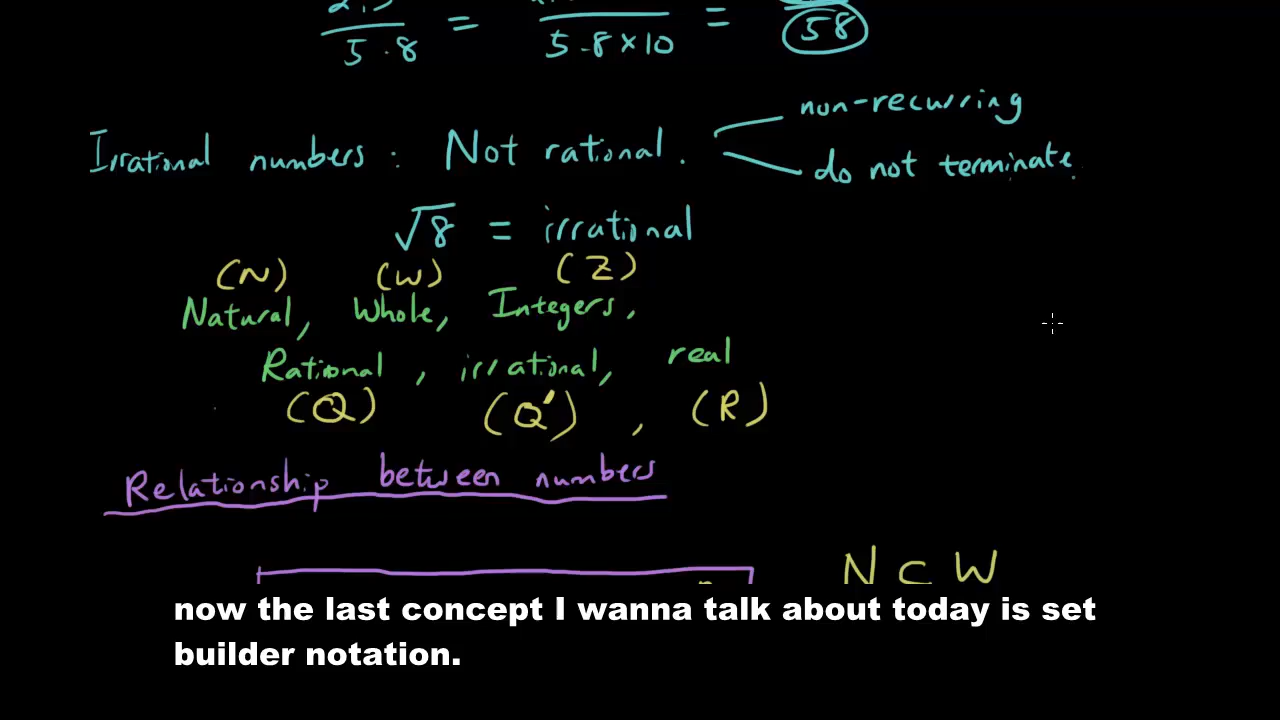 5.8 = 5.8×10 = 58
non-recurring
Irrational numbers: Not rational.
do not terminate.
√8 = irrational
(N) (W) (Z)
Natural, Whole, Integers,
Rational, irrational, real
(Q) (Q') , (R)
Relationship between numbers
N ⊂ W
now the last concept I wanna talk about today is set
builder notation.